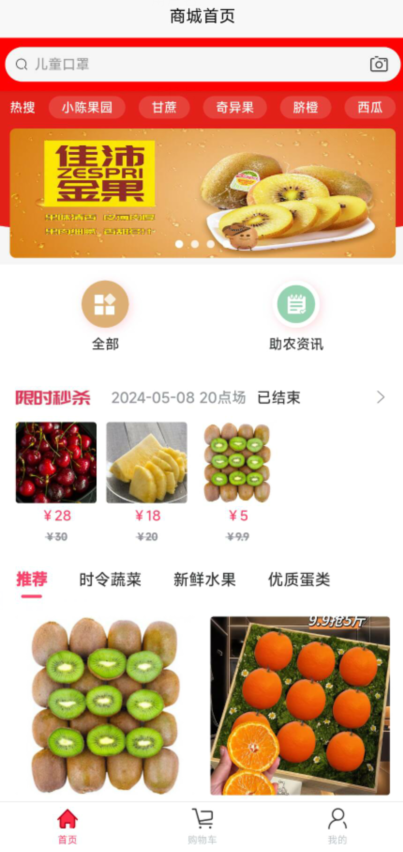 商城首页
儿童口罩
热搜 小陈果园 甘蔗 奇异果 脐橙 西瓜
佳沛
ZESPRI
金果
全部 助农资讯
限时秒杀 2024-05-08 20点场 已结束
¥28 ¥18 ¥5
¥30 ¥20 ¥9.9
推荐 时令蔬菜 新鲜水果 优质蛋类
9.9抢5斤
首页 购物车 我的